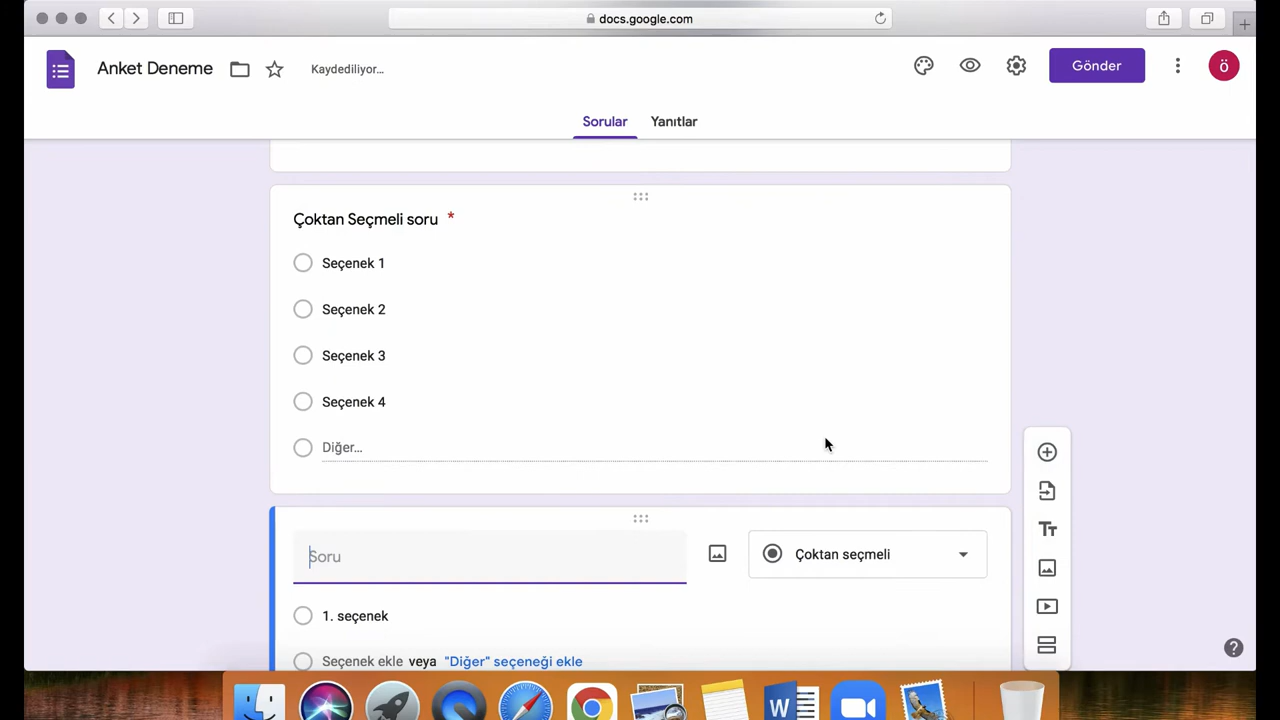 docs.google.com
Anket Deneme
Kaydediliyor...
Gönder
ö
Sorular
Yanıtlar
Çoktan Seçmeli soru *
Seçenek 1
Seçenek 2
Seçenek 3
Seçenek 4
Diğer...
Soru
Çoktan seçmeli
1. seçenek
Seçenek ekle veya "Diğer" seçeneği ekle
Tт
W